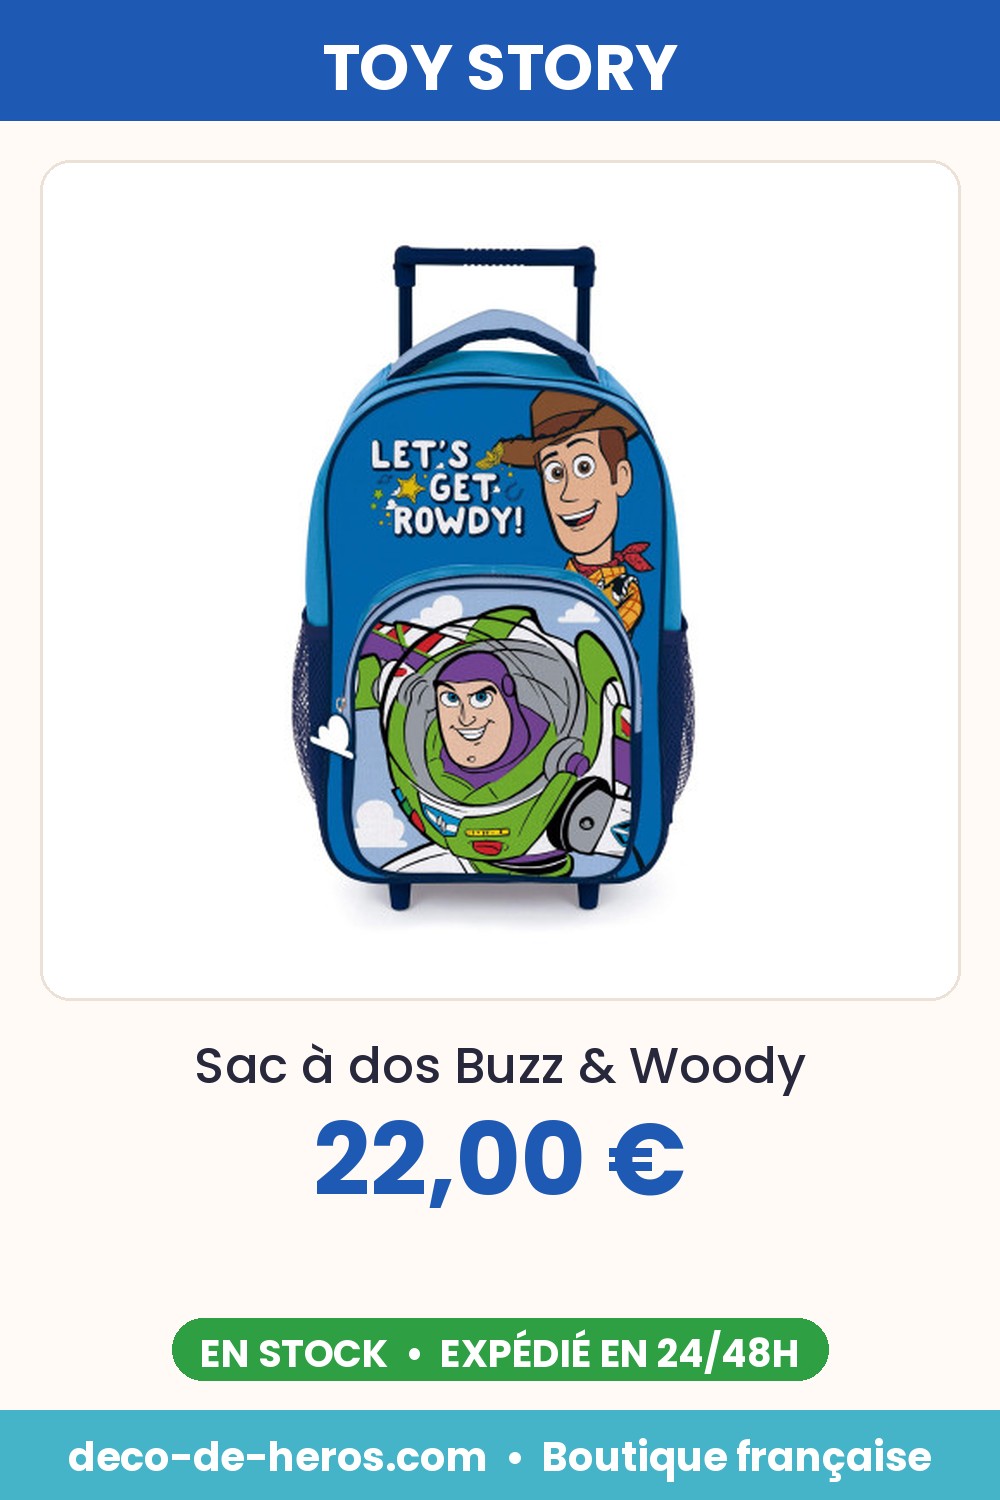 TOY STORY
LET'S
GET
ROWDY!
Sac à dos Buzz & Woody
22,00 €
EN STOCK • EXPÉDIÉ EN 24/48H
deco-de-heros.com • Boutique française